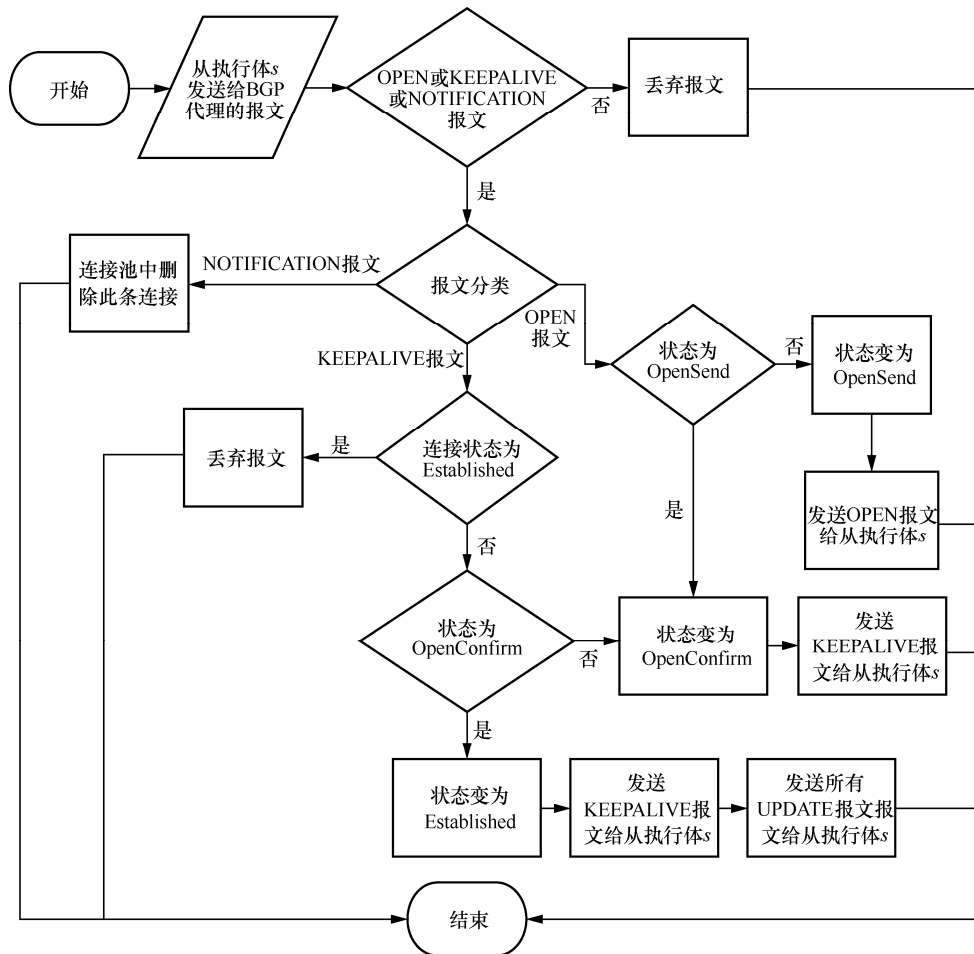 开始
从执行体s
发送给BGP
代理的报文
OPEN或KEEPALIVE
或NOTIFICATION
报文
否
丢弃报文
是
连接池中删
除此条连接
NOTIFICATION报文
报文分类
OPEN
报文
KEEPALIVE报文
状态为
OpenSend
否
状态变为
OpenSend
丢弃报文
是
连接状态为
Established
是
发送OPEN报文
给从执行体s
否
状态为
OpenConfirm
否
状态变为
OpenConfirm
发送
KEEPALIVE报
文给从执行体s
是
状态变为
Established
发送
KEEPALIVE报
文给从执行体s
发送所有
UPDATE报文报
文给从执行体s
结束